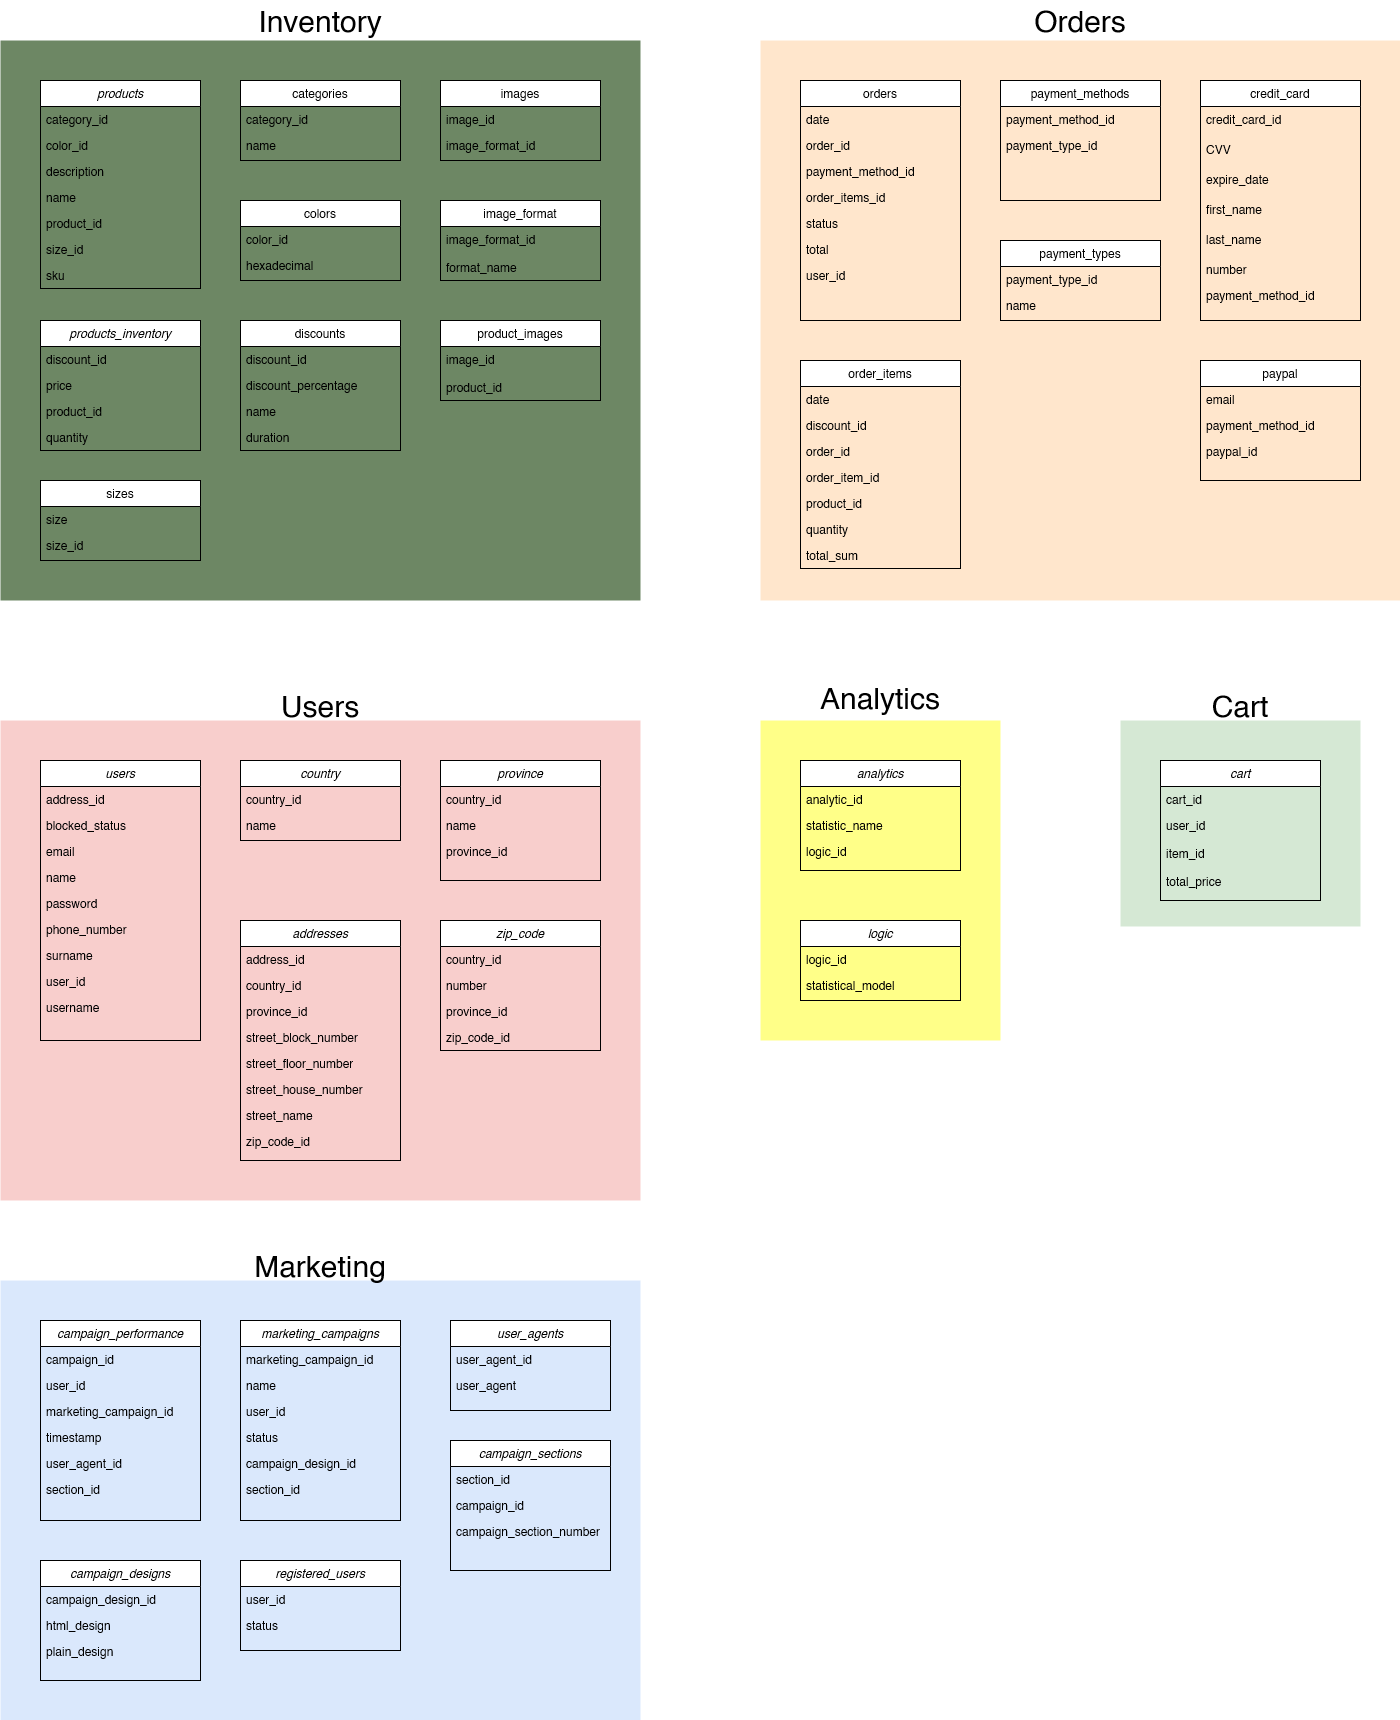 Inventory
products
category_id
color_id
description
name
product_id
size_id
sku
categories
category_id
name
images
image_id
image_format_id
colors
color_id
hexadecimal
image_format
image_format_id
format_name
products_inventory
discount_id
price
product_id
quantity
discounts
discount_id
discount_percentage
name
duration
product_images
image_id
product_id
sizes
size
size_id
Orders
orders
date
order_id
payment_method_id
order_items_id
status
total
user_id
payment_methods
payment_method_id
payment_type_id
credit_card
credit_card_id
CVV
expire_date
first_name
last_name
number
payment_method_id
payment_types
payment_type_id
name
order_items
date
discount_id
order_id
order_item_id
product_id
quantity
total_sum
paypal
email
payment_method_id
paypal_id
Users
users
address_id
blocked_status
email
name
password
phone_number
surname
user_id
username
country
country_id
name
province
country_id
name
province_id
addresses
address_id
country_id
province_id
street_block_number
street_floor_number
street_house_number
street_name
zip_code_id
zip_code
country_id
number
province_id
zip_code_id
Analytics
analytics
analytic_id
statistic_name
logic_id
logic
logic_id
statistical_model
Cart
cart
cart_id
user_id
item_id
total_price
Marketing
campaign_performance
campaign_id
user_id
marketing_campaign_id
timestamp
user_agent_id
section_id
marketing_campaigns
marketing_campaign_id
name
user_id
status
campaign_design_id
section_id
user_agents
user_agent_id
user_agent
campaign_sections
section_id
campaign_id
campaign_section_number
campaign_designs
campaign_design_id
html_design
plain_design
registered_users
user_id
status